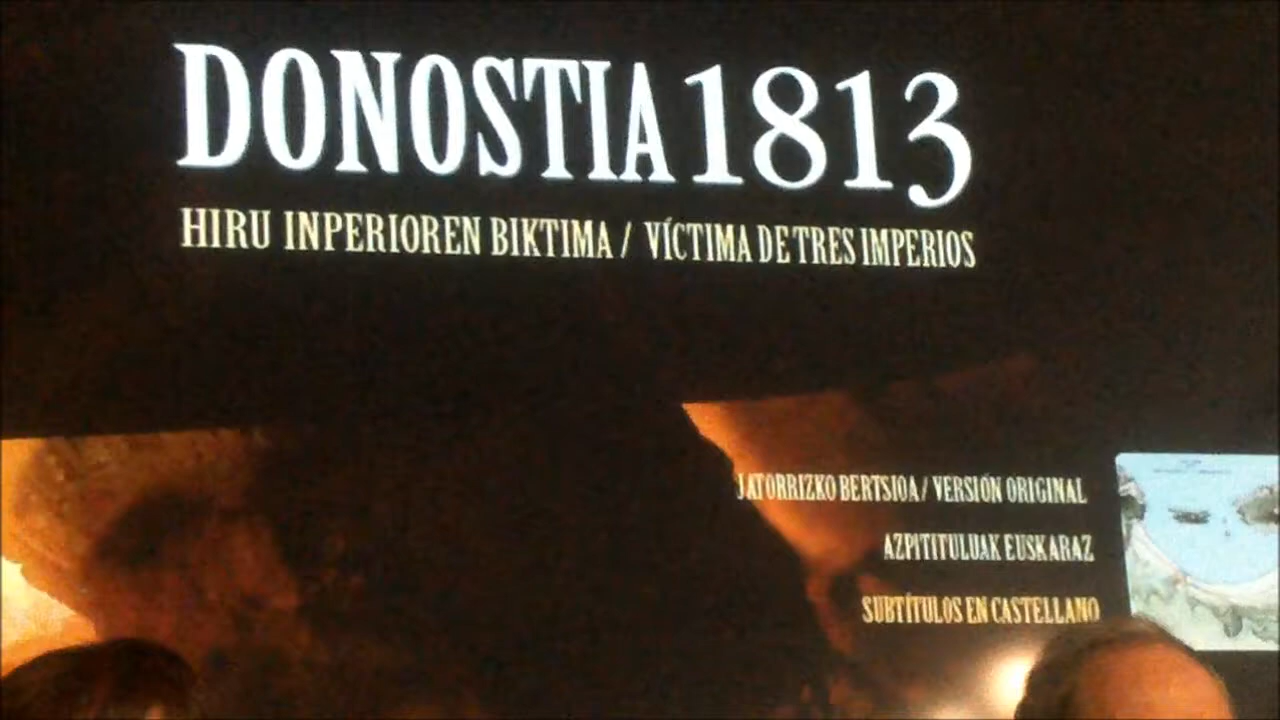 DONOSTIA 1813
HIRU INPERIOREN BIKTIMA / VÍCTIMA DE TRES IMPERIOS
JATORRIZKO BERTSIOA / VERSIÓN ORIGINAL
AZPITITULUAK EUSKARAZ
SUBTÍTULOS EN CASTELLANO